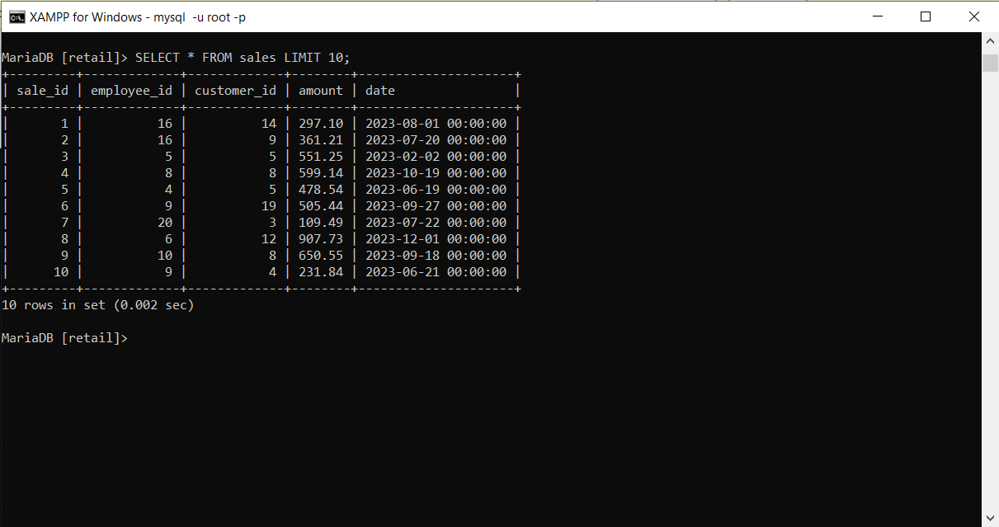 XAMPP for Windows - mysql  -u root -p
MariaDB [retail]> SELECT * FROM sales LIMIT 10;
+---------+-------------+-------------+--------+---------------------+
| sale_id | employee_id | customer_id | amount | date                |
+---------+-------------+-------------+--------+---------------------+
|       1 |          16 |          14 | 297.10 | 2023-08-01 00:00:00 |
|       2 |          16 |           9 | 361.21 | 2023-07-20 00:00:00 |
|       3 |           5 |           5 | 551.25 | 2023-02-02 00:00:00 |
|       4 |           8 |           8 | 599.14 | 2023-10-19 00:00:00 |
|       5 |           4 |           5 | 478.54 | 2023-06-19 00:00:00 |
|       6 |           9 |          19 | 505.44 | 2023-09-27 00:00:00 |
|       7 |          20 |           3 | 109.49 | 2023-07-22 00:00:00 |
|       8 |           6 |          12 | 907.73 | 2023-12-01 00:00:00 |
|       9 |          10 |           8 | 650.55 | 2023-09-18 00:00:00 |
|      10 |           9 |           4 | 231.84 | 2023-06-21 00:00:00 |
+---------+-------------+-------------+--------+---------------------+
10 rows in set (0.002 sec)
MariaDB [retail]>